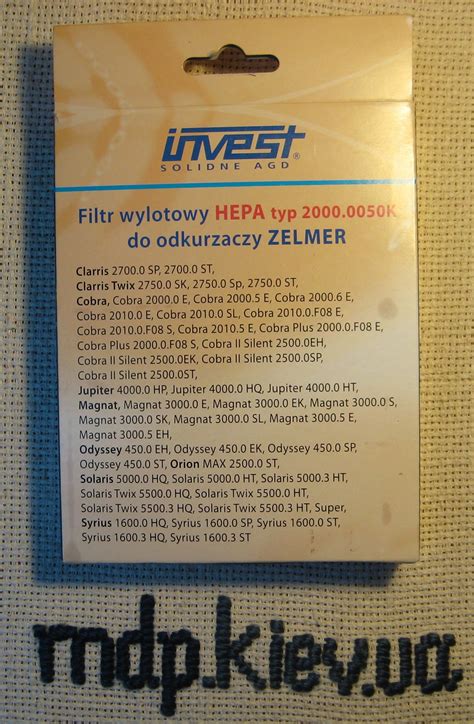 invest®
SOLIDNE AGD
Filtr wylotowy HEPA typ 2000.0050K
do odkurzaczy ZELMER
Clarris 2700.0 SP, 2700.0 ST,
Clarris Twix 2750.0 SK, 2750.0 Sp, 2750.0 ST,
Cobra, Cobra 2000.0 E, Cobra 2000.5 E, Cobra 2000.6 E,
Cobra 2010.0 E, Cobra 2010.0 SL, Cobra 2010.0.F08 E,
Cobra 2010.0.F08 S, Cobra 2010.5 E, Cobra Plus 2000.0.F08 E,
Cobra Plus 2000.0.F08 S, Cobra II Silent 2500.0EH,
Cobra II Silent 2500.0EK, Cobra II Silent 2500.0SP,
Cobra II Silent 2500.0ST,
Jupiter 4000.0 HP, Jupiter 4000.0 HQ, Jupiter 4000.0 HT,
Magnat, Magnat 3000.0 E, Magnat 3000.0 EK, Magnat 3000.0 S,
Magnat 3000.0 SK, Magnat 3000.0 SL, Magnat 3000.5 E,
Magnat 3000.5 EH,
Odyssey 450.0 EH, Odyssey 450.0 EK, Odyssey 450.0 SP,
Odyssey 450.0 ST, Orion MAX 2500.0 ST,
Solaris 5000.0 HQ, Solaris 5000.0 HT, Solaris 5000.3 HT,
Solaris Twix 5500.0 HQ, Solaris Twix 5500.0 HT,
Solaris Twix 5500.3 HQ, Solaris Twix 5500.3 HT, Super,
Syrius 1600.0 HQ, Syrius 1600.0 SP, Syrius 1600.0 ST,
Syrius 1600.3 HQ, Syrius 1600.3 ST
mdp.kiev.ua